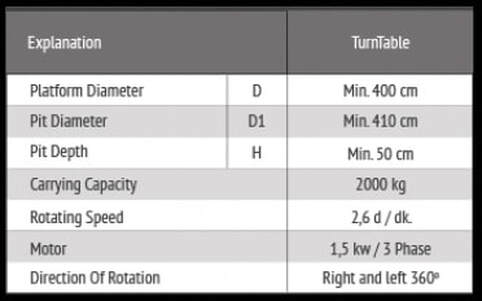 Explanation TurnTable
Platform Diameter D Min. 400 cm
Pit Diameter D1 Min. 410 cm
Pit Depth H Min. 50 cm
Carrying Capacity 2000 kg
Rotating Speed 2,6 d / dk.
Motor 1,5 kw / 3 Phase
Direction Of Rotation Right and left 360º